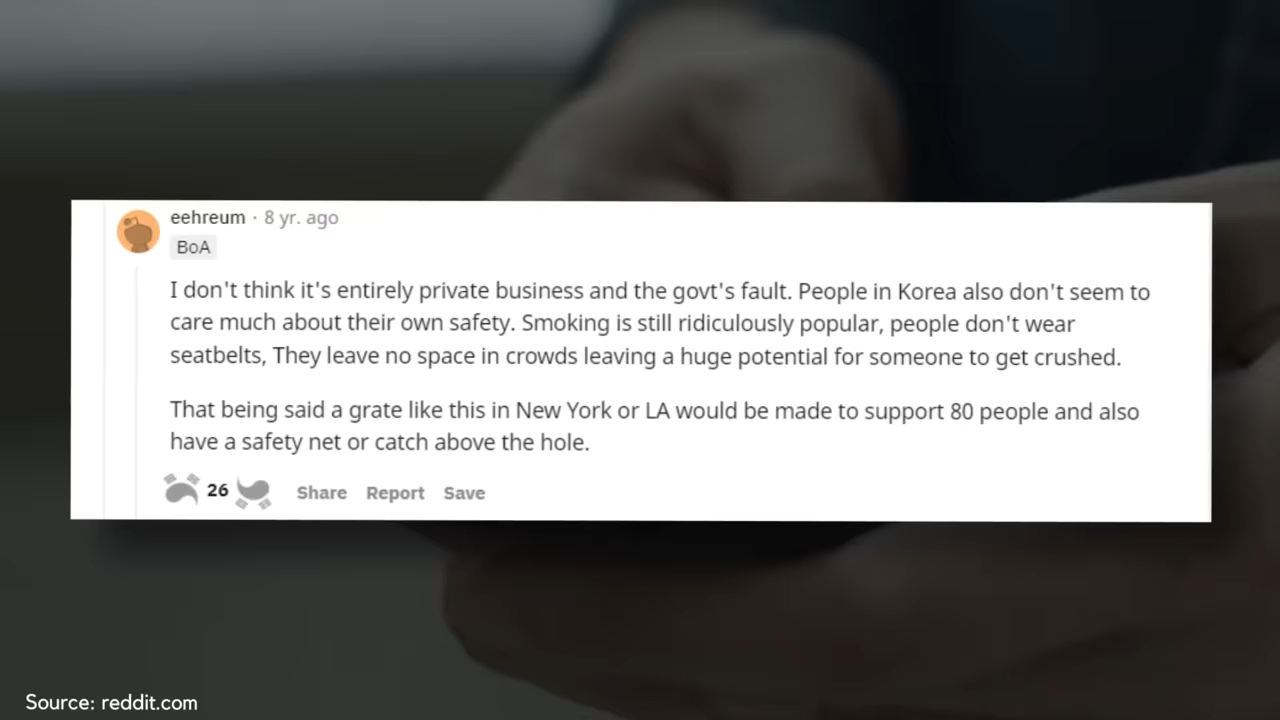 eehreum · 8 yr. ago
BoA
I don't think it's entirely private business and the govt's fault. People in Korea also don't seem to
care much about their own safety. Smoking is still ridiculously popular, people don't wear
seatbelts, They leave no space in crowds leaving a huge potential for someone to get crushed.
That being said a grate like this in New York or LA would be made to support 80 people and also
have a safety net or catch above the hole.
26 Share Report Save
Source: reddit.com